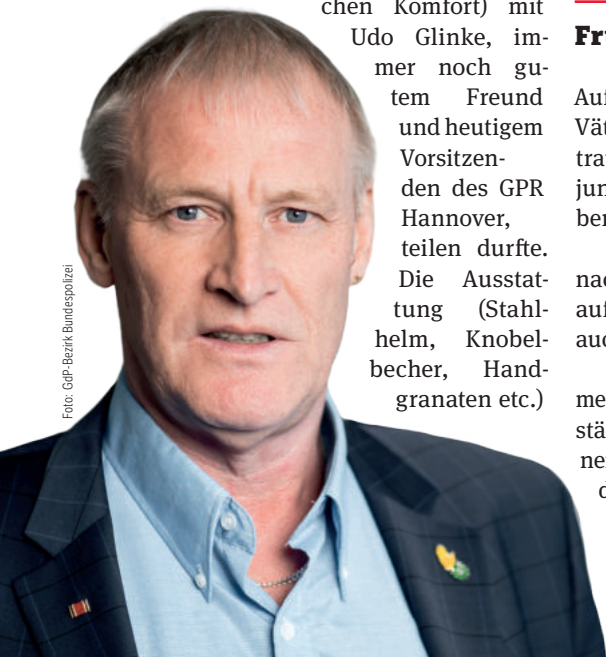 chen Komfort) mit
Udo Glinke, im-
mer noch gu-
tem Freund
und heutigem
Vorsitzen-
den des GPR
Hannover,
teilen durfte.
Die Ausstat-
tung (Stahl-
helm, Knobel-
becher, Hand-
granaten etc.)
Foto: GdP-Bezirk Bundespolizei